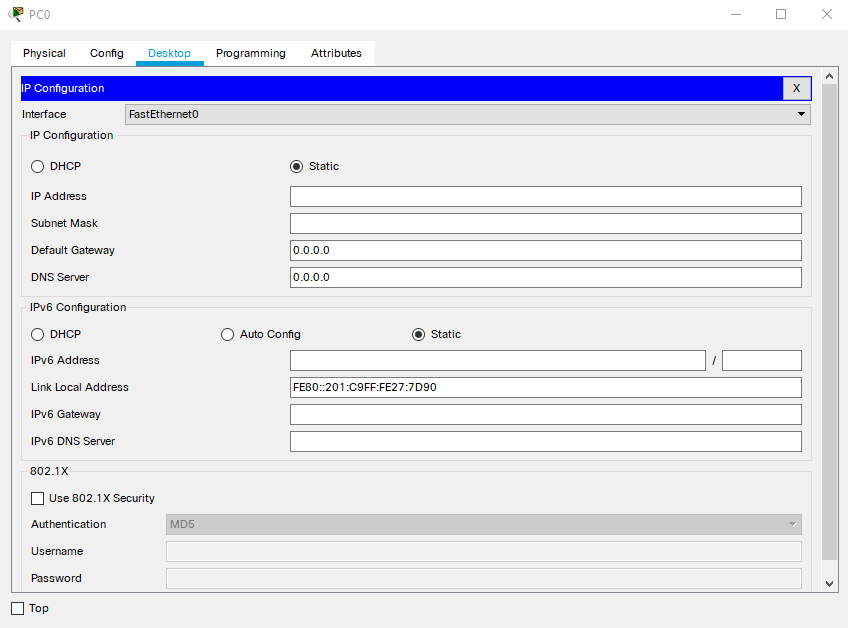 PC0
Physical Config Desktop Programming Attributes
IP Configuration X
Interface FastEthernet0
IP Configuration
DHCP Static
IP Address
Subnet Mask
Default Gateway 0.0.0.0
DNS Server 0.0.0.0
IPv6 Configuration
DHCP Auto Config Static
IPv6 Address /
Link Local Address FE80::201:C9FF:FE27:7D90
IPv6 Gateway
IPv6 DNS Server
802.1X
Use 802.1X Security
Authentication MD5
Username
Password
Top